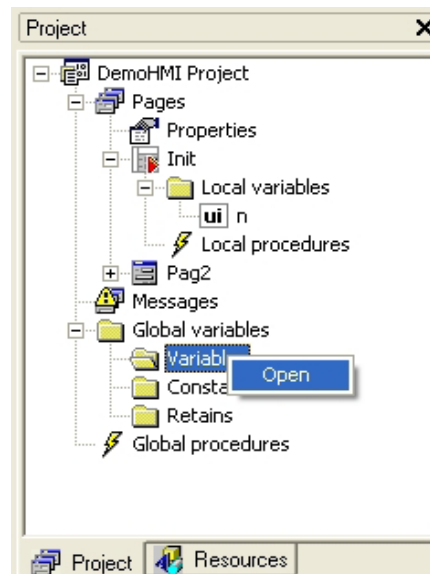 Project
DemoHMI Project
Pages
Properties
Init
Local variables
ui n
Local procedures
Pag2
Messages
Global variables
Variabl
Open
Consta
Retains
Global procedures
Project Resources